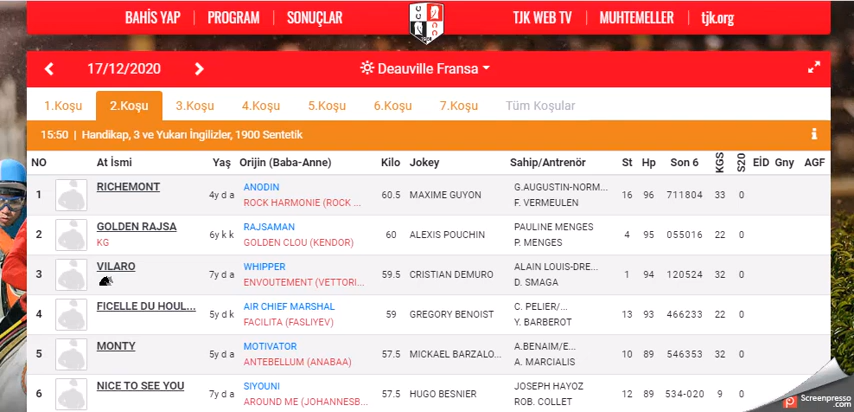 BAHİS YAP | PROGRAM | SONUÇLAR TJK WEB TV | MUHTEMELLER | tjk.org
17/12/2020 Deauville Fransa
1.Koşu 2.Koşu 3.Koşu 4.Koşu 5.Koşu 6.Koşu 7.Koşu Tüm Koşular
15:50 | Handikap, 3 ve Yukarı İngilizler, 1900 Sentetik
NO At İsmi Yaş Orijin (Baba-Anne) Kilo Jokey Sahip/Antrenör St Hp Son 6 KGS S20 EİD Gny AGF
1 RICHEMONT 4y d a ANODIN 60.5 MAXIME GUYON G.AUGUSTIN-NORM... 16 96 711804 33 0
ROCK HARMONIE (ROCK ... F. VERMEULEN
2 GOLDEN RAJSA 6y k k RAJSAMAN 60 ALEXIS POUCHIN PAULINE MENGES 4 95 055016 22 0
KG GOLDEN CLOU (KENDOR) P. MENGES
3 VILARO 7y d a WHIPPER 59.5 CRISTIAN DEMURO ALAIN LOUIS-DRE... 1 94 120524 32 0
ENVOUTEMENT (VETTORI... D. SMAGA
4 FICELLE DU HOUL... 5y d k AIR CHIEF MARSHAL 59 GREGORY BENOIST C. PELIER/... 13 93 466233 22 0
FACILITA (FASLIYEV) Y. BARBEROT
5 MONTY 5y d a MOTIVATOR 57.5 MICKAEL BARZALO... A.BENAIM/E... 10 89 546353 32 0
ANTEBELLUM (ANABAA) A. MARCIALIS
6 NICE TO SEE YOU 7y d a SIYOUNI 57.5 HUGO BESNIER JOSEPH HAYOZ 12 89 534-020 9 0
AROUND ME (JOHANNESB... ROB. COLLET
Screenpresso
.com